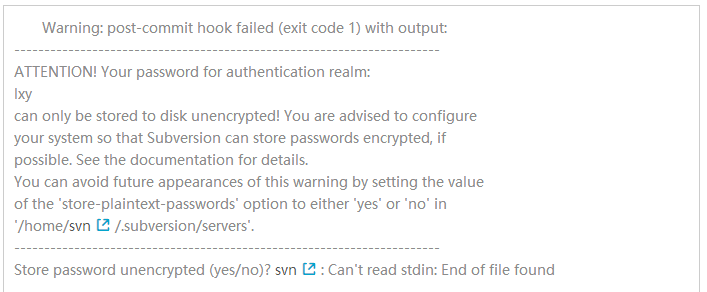 Warning: post-commit hook failed (exit code 1) with output:
-----------------------------------------------------------------------
ATTENTION! Your password for authentication realm:
lxy
can only be stored to disk unencrypted! You are advised to configure
your system so that Subversion can store passwords encrypted, if
possible. See the documentation for details.
You can avoid future appearances of this warning by setting the value
of the 'store-plaintext-passwords' option to either 'yes' or 'no' in
'/home/svn /.subversion/servers'.
-----------------------------------------------------------------------
Store password unencrypted (yes/no)? svn : Can't read stdin: End of file found